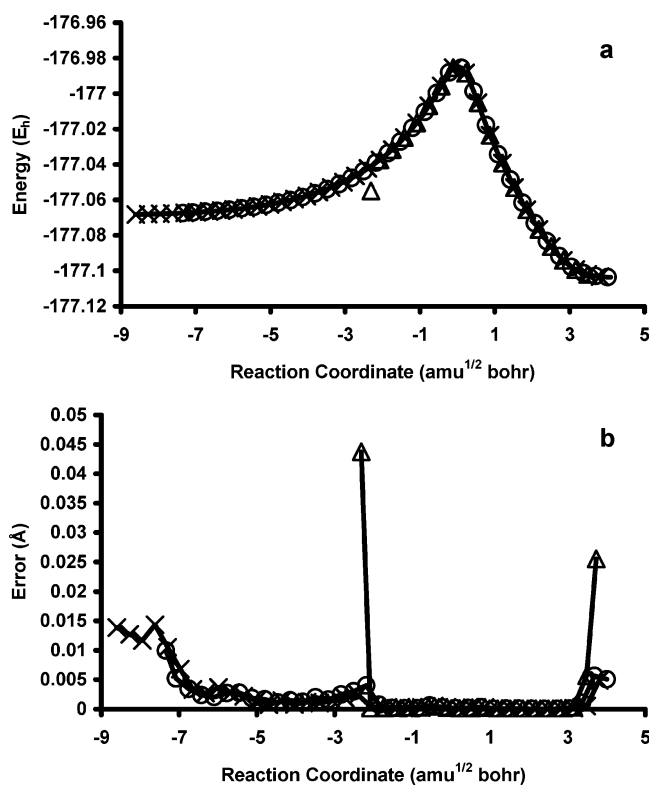 -176.96
a
-176.98
-177
-177.02
-177.04
-177.06
-177.08
-177.1
-177.12
Energy (Eh)
-9 -7 -5 -3 -1 1 3 5
Reaction Coordinate (amu1/2 bohr)
0.05
b
0.045
0.04
0.035
0.03
0.025
0.02
0.015
0.01
0.005
0
Error (Å)
-9 -7 -5 -3 -1 1 3 5
Reaction Coordinate (amu1/2 bohr)